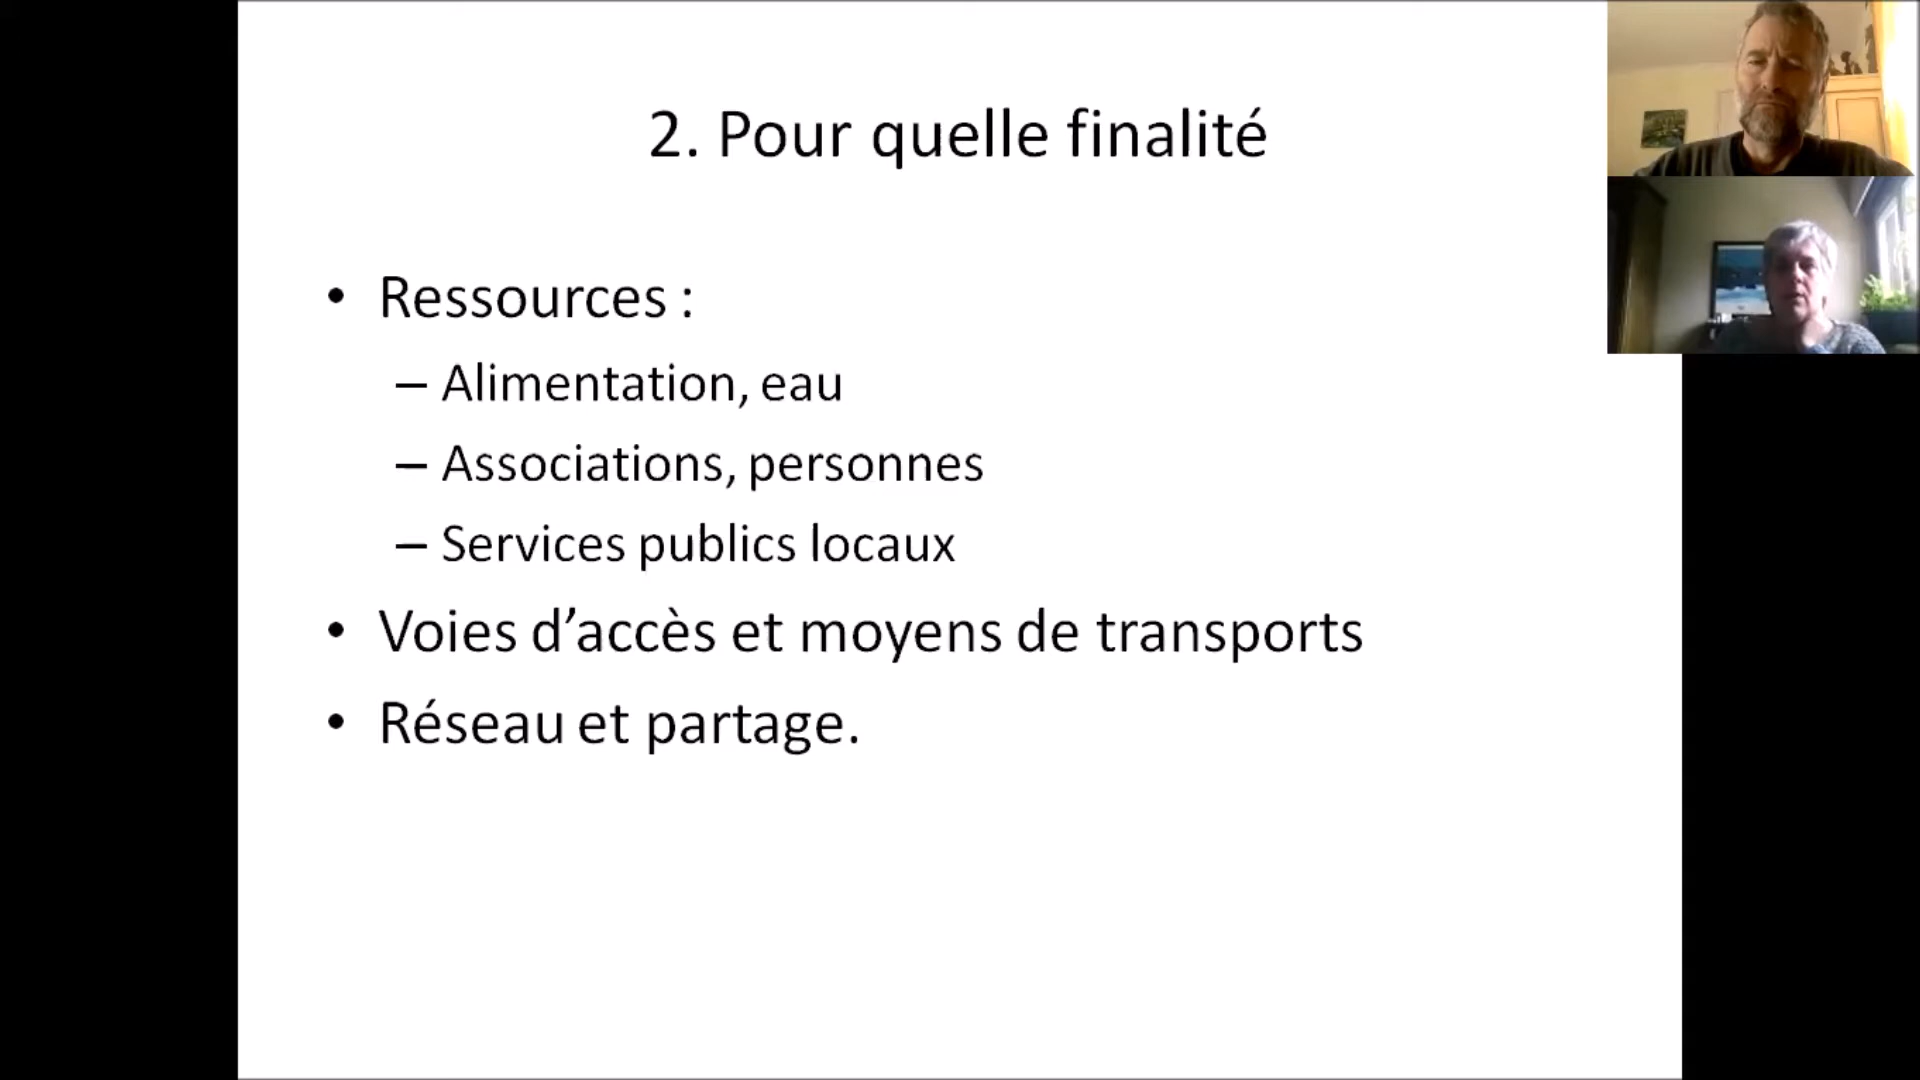 2. Pour quelle finalité
• Ressources :
– Alimentation, eau
– Associations, personnes
– Services publics locaux
• Voies d’accès et moyens de transports
• Réseau et partage.